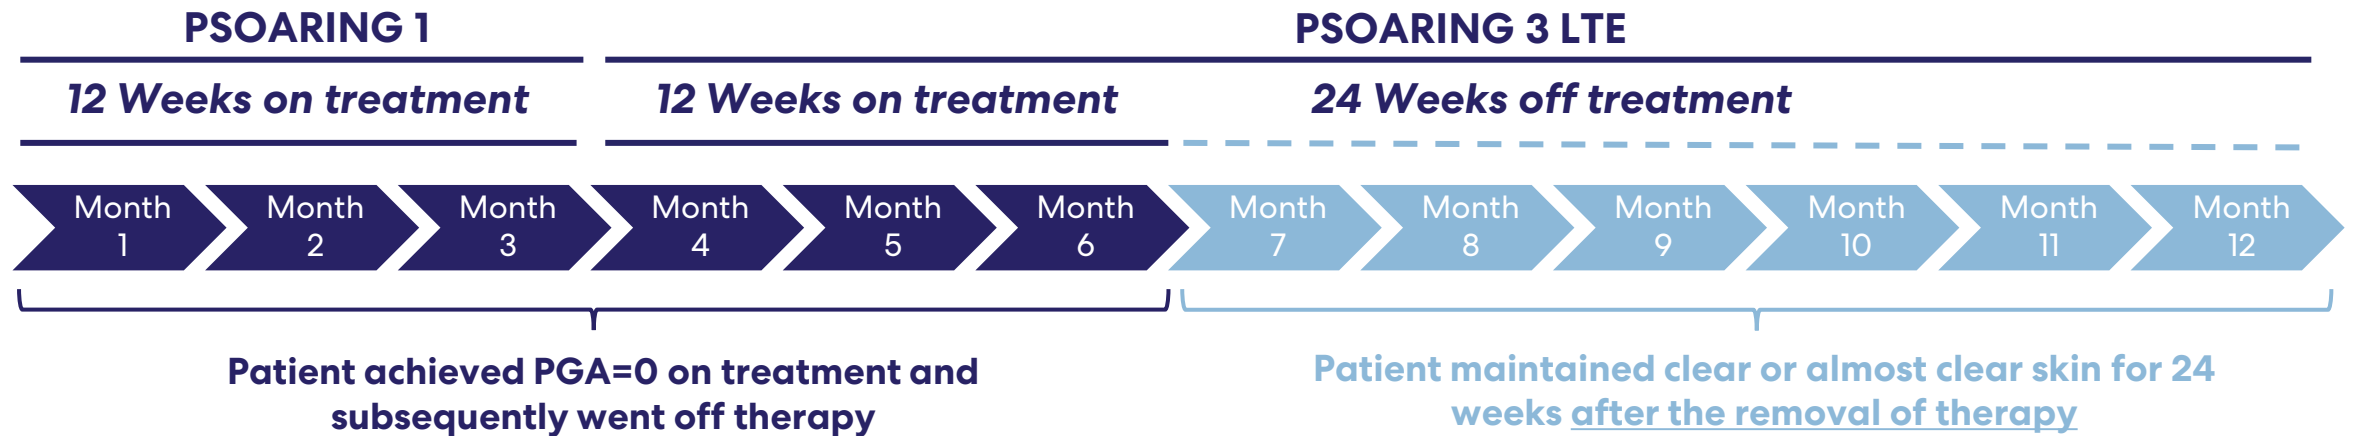 PSOARING 1
PSOARING 3 LTE
12 Weeks on treatment
12 Weeks on treatment
24 Weeks off treatment
Month
1
Month
2
Month
3
Month
4
Month
5
Month
6
Month
7
Month
8
Month
9
Month
10
Month
11
Month
12
Patient achieved PGA=0 on treatment and
subsequently went off therapy
Patient maintained clear or almost clear skin for 24
weeks after the removal of therapy